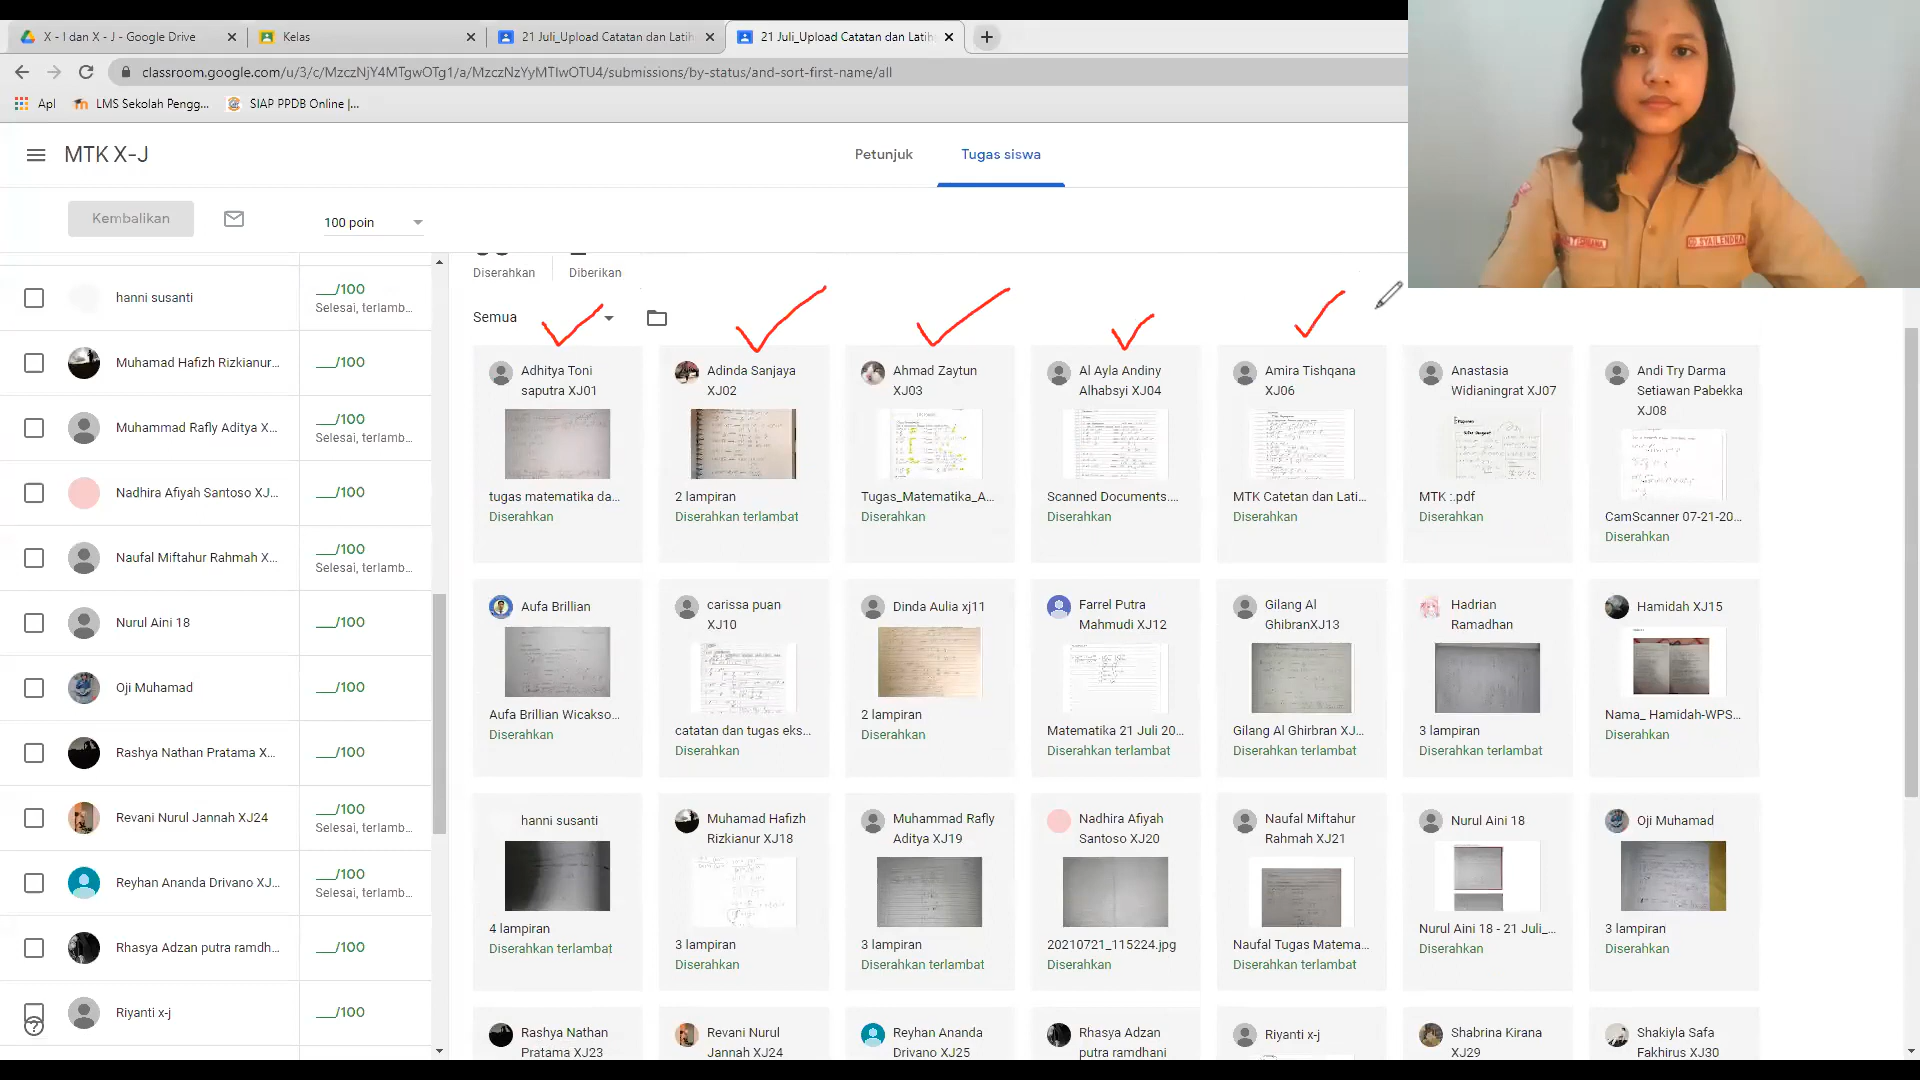 X - I dan X - J - Google Drive
Kelas
21 Juli_Upload Catatan dan Latih
21 Juli_Upload Catatan dan Latih
classroom.google.com/u/3/c/MzczNjY4MTgwOTg1/a/MzczNzYyMTIwOTU4/submissions/by-status/and-sort-first-name/all
Apl
LMS Sekolah Pengg...
SIAP PPDB Online |...
MTK X-J
Petunjuk
Tugas siswa
Kembalikan
100 poin
hanni susanti
___/100
Selesai, terlamb...
Muhamad Hafizh Rizkianur...
___/100
Muhammad Rafly Aditya X...
___/100
Selesai, terlamb...
Nadhira Afiyah Santoso XJ...
___/100
Naufal Miftahur Rahmah X...
___/100
Selesai, terlamb...
Nurul Aini 18
___/100
Oji Muhamad
___/100
Rashya Nathan Pratama X...
___/100
Revani Nurul Jannah XJ24
___/100
Selesai, terlamb...
Reyhan Ananda Drivano XJ...
___/100
Selesai, terlamb...
Rhasya Adzan putra ramdh...
___/100
Riyanti x-j
___/100
Diserahkan
Diberikan
Semua
Adhitya Toni
saputra XJ01
tugas matematika da...
Diserahkan
Adinda Sanjaya
XJ02
2 lampiran
Diserahkan terlambat
Ahmad Zaytun
XJ03
Tugas_Matematika_A...
Diserahkan
Al Ayla Andiny
Alhabsyi XJ04
Scanned Documents....
Diserahkan
Amira Tishqana
XJ06
MTK Catetan dan Lati...
Diserahkan
Anastasia
Widianingrat XJ07
MTK :.pdf
Diserahkan
Andi Try Darma
Setiawan Pabekka
XJ08
CamScanner 07-21-20...
Diserahkan
Aufa Brillian
Aufa Brillian Wicakso...
Diserahkan
carissa puan
XJ10
catatan dan tugas eks...
Diserahkan
Dinda Aulia xj11
2 lampiran
Diserahkan
Farrel Putra
Mahmudi XJ12
Matematika 21 Juli 20...
Diserahkan terlambat
Gilang Al
GhibranXJ13
Gilang Al Ghirbran XJ...
Diserahkan terlambat
Hadrian
Ramadhan
3 lampiran
Diserahkan terlambat
Hamidah XJ15
Nama_ Hamidah-WPS...
Diserahkan
hanni susanti
4 lampiran
Diserahkan terlambat
Muhamad Hafizh
Rizkianur XJ18
3 lampiran
Diserahkan
Muhammad Rafly
Aditya XJ19
3 lampiran
Diserahkan terlambat
Nadhira Afiyah
Santoso XJ20
20210721_115224.jpg
Diserahkan
Naufal Miftahur
Rahmah XJ21
Naufal Tugas Matema...
Diserahkan terlambat
Nurul Aini 18
Nurul Aini 18 - 21 Juli_...
Diserahkan
Oji Muhamad
3 lampiran
Diserahkan
Rashya Nathan
Pratama XJ23
Revani Nurul
Jannah XJ24
Reyhan Ananda
Drivano XJ25
Rhasya Adzan
putra ramdhani
Riyanti x-j
Shabrina Kirana
XJ29
Shakiyla Safa
Fakhirus XJ30